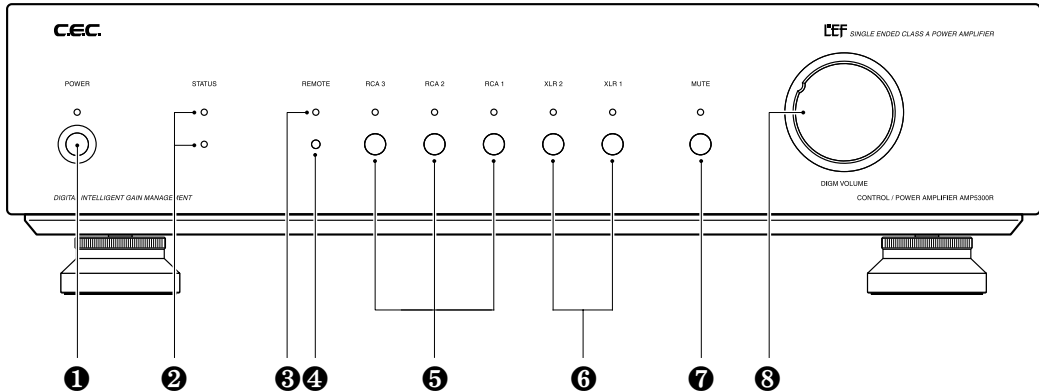 C.E.C.
LEF SINGLE ENDED CLASS A POWER AMPLIFIER
POWER
STATUS
REMOTE
RCA 3
RCA 2
RCA 1
XLR 2
XLR 1
MUTE
DIGM VOLUME
DIGITAL INTELLIGENT GAIN MANAGEMENT
CONTROL / POWER AMPLIFIER AMP5300R
1
2
3
4
5
6
7
8